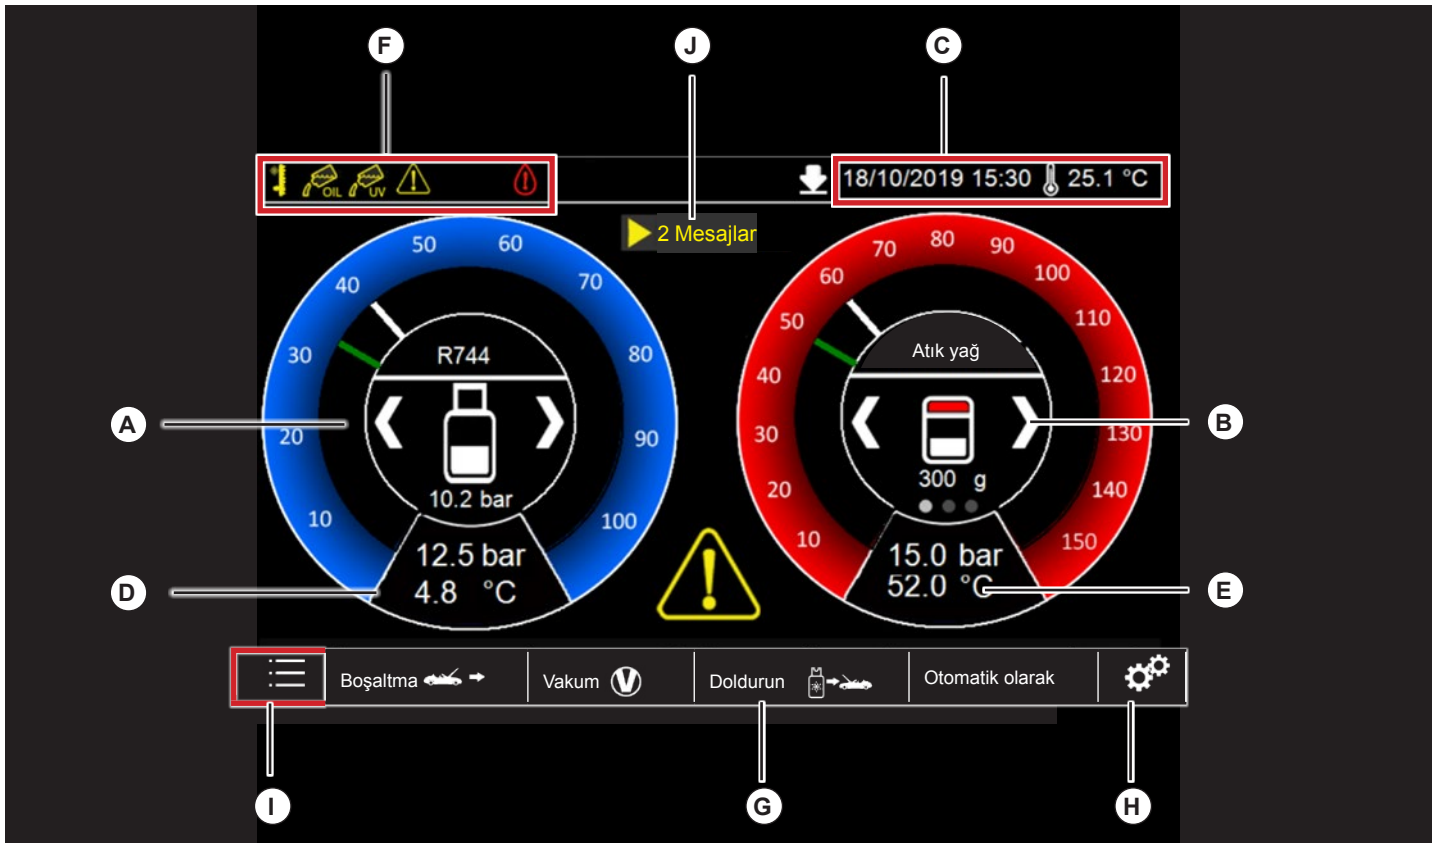 F
J
C
OIL
UV
18/10/2019 15:30 25.1 °C
2 Mesajlar
10
20
30
40
50
60
70
80
90
100
R744
10.2 bar
12.5 bar
4.8 °C
10
20
30
40
50
60
70
80
90
100
110
120
130
140
150
Atık yağ
300 g
15.0 bar
52.0 °C
A
B
D
E
Boşaltma
Vakum V
Doldurun
Otomatik olarak
I
G
H